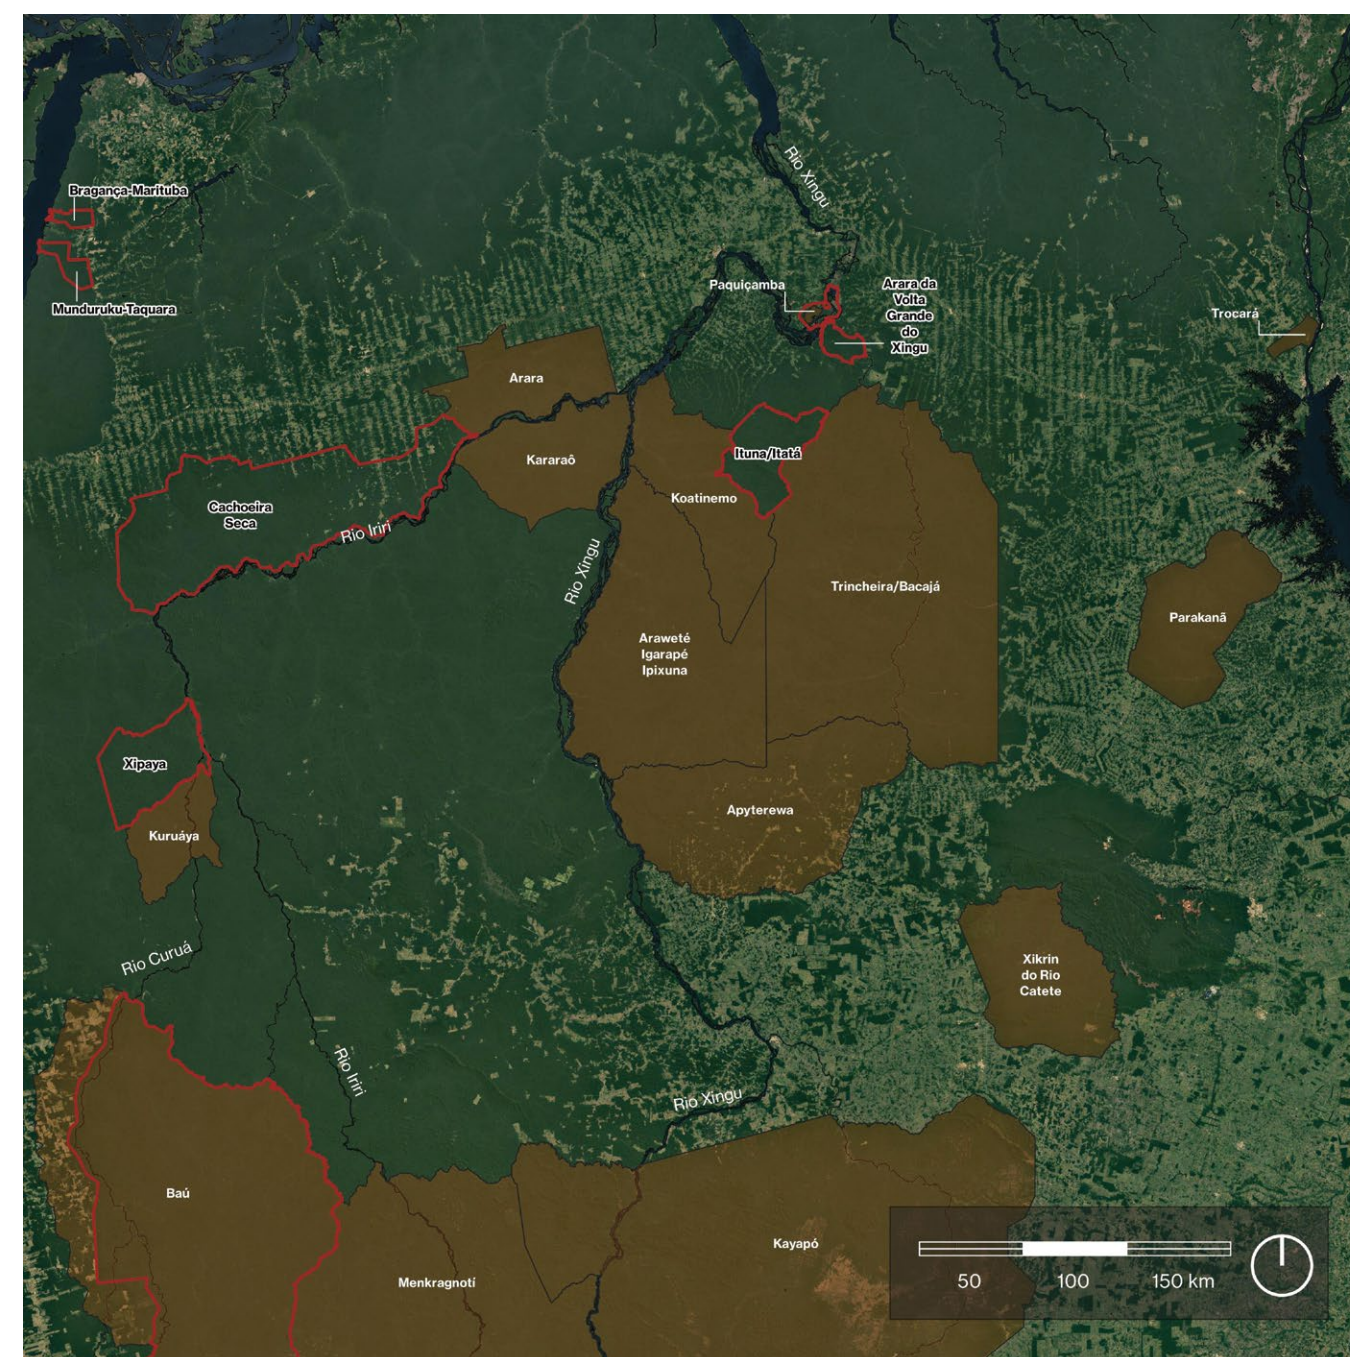 Rio Xingu
Bragança-Marituba
Munduruku-Taquara
Paquiçamba
Arara da
Volta
Grande
do
Xingu
Trocará
Arara
Kararaô
Ituna/Itatá
Koatinemo
Cachoeira
Seca
Rio Iriri
Rio Xingu
Trincheira/Bacajá
Parakanã
Araweté
Igarapé
Ipixuna
Xipaya
Kuruáya
Apyterewa
Rio Curuá
Xikrin
do Rio
Catete
Rio Iriri
Rio Xingu
Baú
Menkragnotí
Kayapó
50 100 150 km